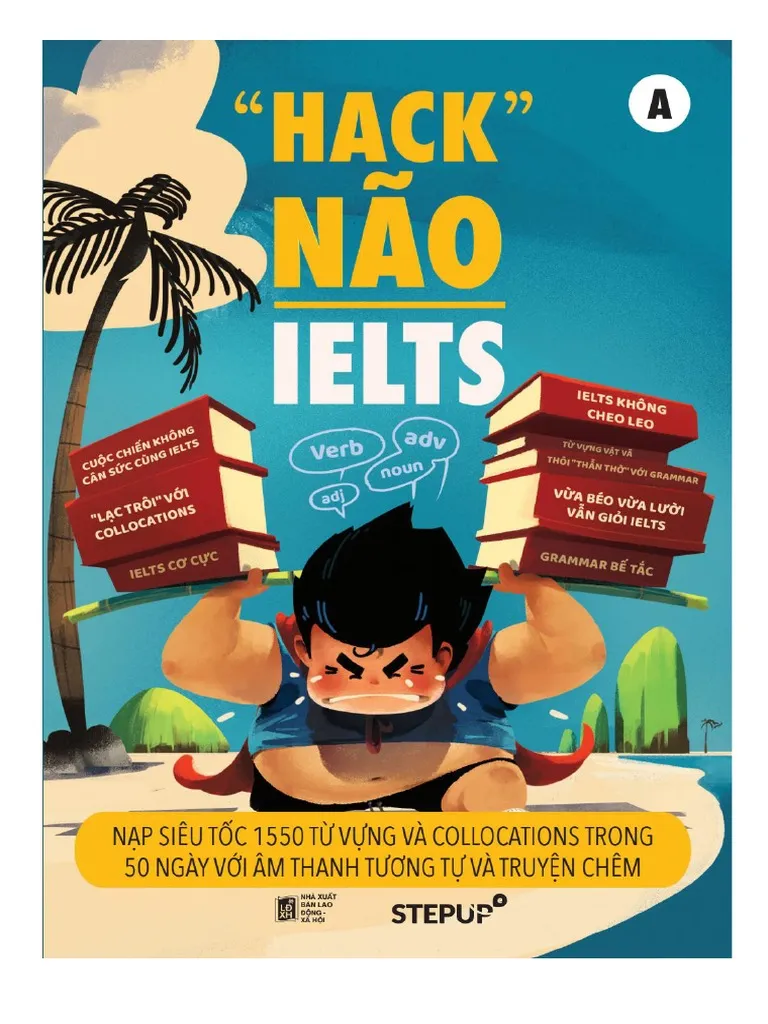 "HACK"
NÃO
IELTS
A
Verb
adv
noun
adj
CUỘC CHIẾN KHÔNG
CÂN SỨC CÙNG IELTS
"LẠC TRÔI" VỚI
COLLOCATIONS
IELTS CƠ CỰC
IELTS KHÔNG
CHEO LEO
TỪ VỰNG VẬT VÃ
THÔI "THẨN THỜ" VỚI GRAMMAR
VỪA BÉO VỪA LƯỜI
VẪN GIỎI IELTS
GRAMMAR BẾ TẮC
NẠP SIÊU TỐC 1550 TỪ VỰNG VÀ COLLOCATIONS TRONG
50 NGÀY VỚI ÂM THANH TƯƠNG TỰ VÀ TRUYỆN CHÊM
LĐ
XH
NHÀ XUẤT
BẢN LAO
ĐỘNG -
XÃ HỘI
STEPUP